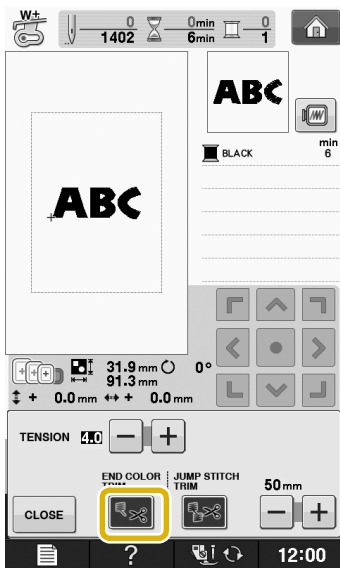 W±
0 0min 0
1402 6min 1
ABC
min
BLACK 6
ABC
31.9 mm 0°
91.3 mm
+ 0.0 mm + 0.0 mm
TENSION 4.0 − +
END COLOR JUMP STITCH
TRIM TRIM 50 mm
CLOSE − +
? 12:00